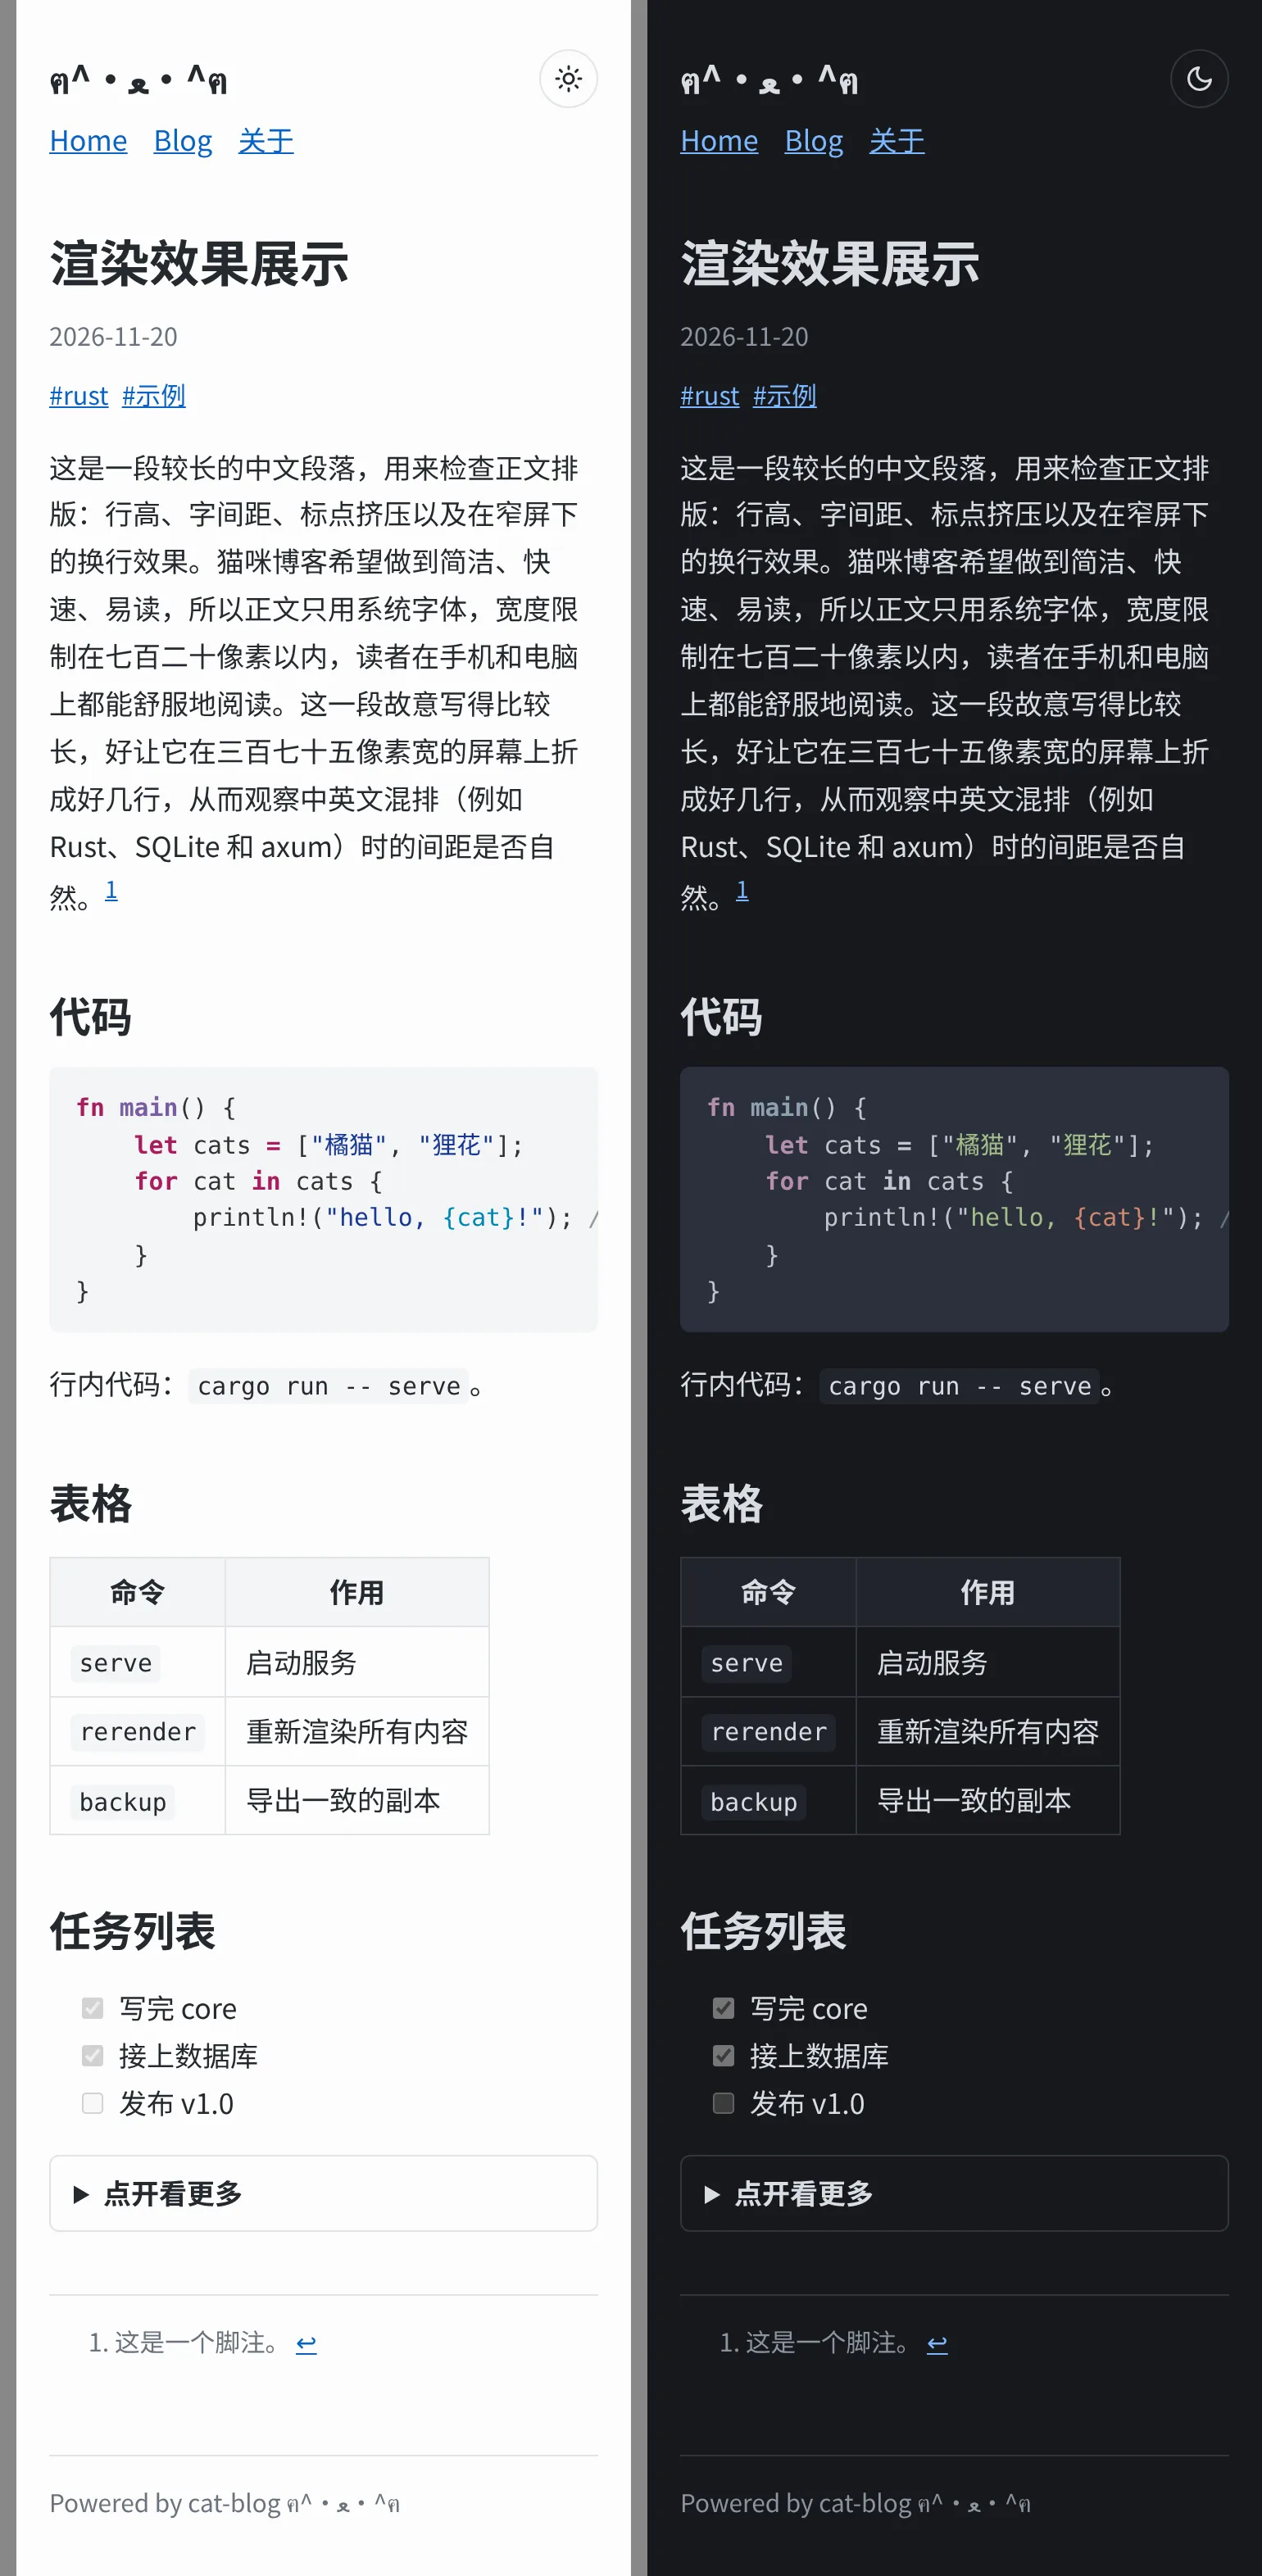 ฅ^•ﻌ•^ฅ
Home Blog 关于
渲染效果展示
2026-11-20
#rust #示例
这是一段较长的中文段落，用来检查正文排
版：行高、字间距、标点挤压以及在窄屏下
的换行效果。猫咪博客希望做到简洁、快
速、易读，所以正文只用系统字体，宽度限
制在七百二十像素以内，读者在手机和电脑
上都能舒服地阅读。这一段故意写得比较
长，好让它在三百七十五像素宽的屏幕上折
成好几行，从而观察中英文混排（例如
Rust、SQLite 和 axum）时的间距是否自
然。1
代码
fn main() {
    let cats = ["橘猫", "狸花"];
    for cat in cats {
        println!("hello, {cat}!"); /
    }
}
行内代码：cargo run -- serve。
表格
命令 作用
serve 启动服务
rerender 重新渲染所有内容
backup 导出一致的副本
任务列表
写完 core
接上数据库
发布 v1.0
▶ 点开看更多
1. 这是一个脚注。↩
Powered by cat-blog ฅ^•ﻌ•^ฅ
ฅ^•ﻌ•^ฅ
Home Blog 关于
渲染效果展示
2026-11-20
#rust #示例
这是一段较长的中文段落，用来检查正文排
版：行高、字间距、标点挤压以及在窄屏下
的换行效果。猫咪博客希望做到简洁、快
速、易读，所以正文只用系统字体，宽度限
制在七百二十像素以内，读者在手机和电脑
上都能舒服地阅读。这一段故意写得比较
长，好让它在三百七十五像素宽的屏幕上折
成好几行，从而观察中英文混排（例如
Rust、SQLite 和 axum）时的间距是否自
然。1
代码
fn main() {
    let cats = ["橘猫", "狸花"];
    for cat in cats {
        println!("hello, {cat}!"); /
    }
}
行内代码：cargo run -- serve。
表格
命令 作用
serve 启动服务
rerender 重新渲染所有内容
backup 导出一致的副本
任务列表
写完 core
接上数据库
发布 v1.0
▶ 点开看更多
1. 这是一个脚注。↩
Powered by cat-blog ฅ^•ﻌ•^ฅ